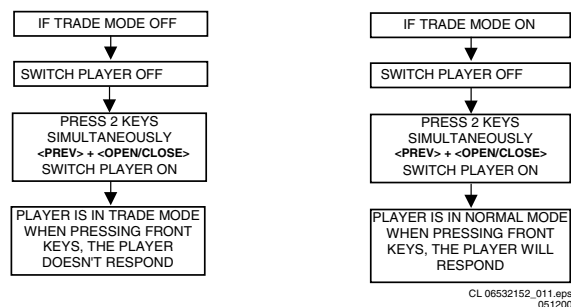 IF TRADE MODE OFF
SWITCH PLAYER OFF
PRESS 2 KEYS
SIMULTANEOUSLY
<PREV> + <OPEN/CLOSE>
SWITCH PLAYER ON
PLAYER IS IN TRADE MODE
WHEN PRESSING FRONT
KEYS, THE PLAYER
DOESN'T RESPOND
IF TRADE MODE ON
SWITCH PLAYER OFF
PRESS 2 KEYS
SIMULTANEOUSLY
<PREV> + <OPEN/CLOSE>
SWITCH PLAYER ON
PLAYER IS IN NORMAL MODE
WHEN PRESSING FRONT
KEYS, THE PLAYER WILL
RESPOND
CL 06532152_011.eps
051200